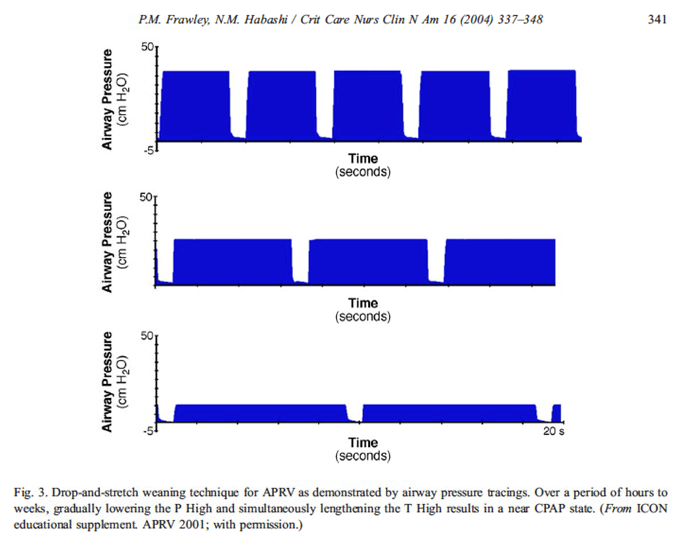 P.M. Frawley, N.M. Habashi / Crit Care Nurs Clin N Am 16 (2004) 337–348
341
50
Airway Pressure
(cm H₂O)
-5
Time
(seconds)
50
Airway Pressure
(cm H₂O)
Time
(seconds)
50
Airway Pressure
(cm H₂O)
-5
20 s
Time
(seconds)
Fig. 3. Drop-and-stretch weaning technique for APRV as demonstrated by airway pressure tracings. Over a period of hours to
weeks, gradually lowering the P High and simultaneously lengthening the T High results in a near CPAP state. (From ICON
educational supplement. APRV 2001; with permission.)